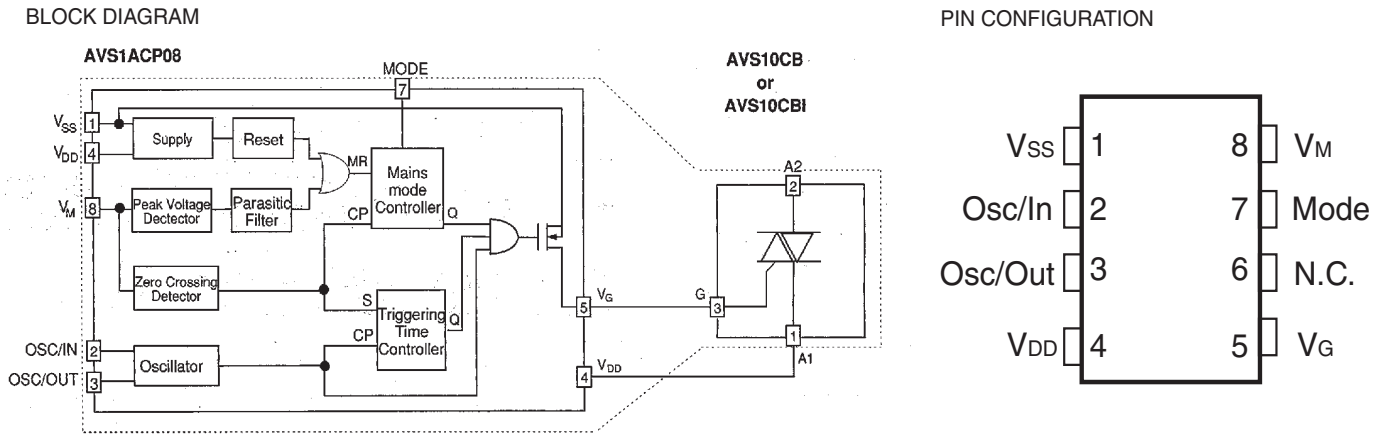 BLOCK DIAGRAM
AVS1ACP08
MODE
7
AVS10CB
or
AVS10CBI
VSS
1
Supply
Reset
VDD
4
MR
Mains
mode
Controller
VM
8
Peak Voltage
Dectector
Parasitic
Filter
CP
Q
Zero Crossing
Detector
S
Triggering
Time
Controller
Q
CP
OSC/IN
2
Oscillator
OSC/OUT
3
5
VG
4
VDD
A2
2
G
3
1
A1
PIN CONFIGURATION
VSS 1 8 VM
Osc/In 2 7 Mode
Osc/Out 3 6 N.C.
VDD 4 5 VG